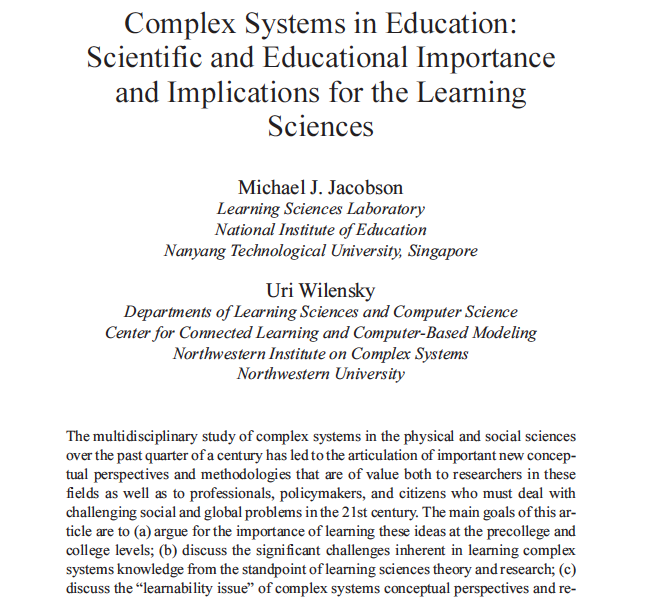 Complex Systems in Education:
Scientific and Educational Importance
and Implications for the Learning
Sciences
Michael J. Jacobson
Learning Sciences Laboratory
National Institute of Education
Nanyang Technological University, Singapore
Uri Wilensky
Departments of Learning Sciences and Computer Science
Center for Connected Learning and Computer-Based Modeling
Northwestern Institute on Complex Systems
Northwestern University
The multidisciplinary study of complex systems in the physical and social sciences
over the past quarter of a century has led to the articulation of important new concep-
tual perspectives and methodologies that are of value both to researchers in these
fields as well as to professionals, policymakers, and citizens who must deal with
challenging social and global problems in the 21st century. The main goals of this ar-
ticle are to (a) argue for the importance of learning these ideas at the precollege and
college levels; (b) discuss the significant challenges inherent in learning complex
systems knowledge from the standpoint of learning sciences theory and research; (c)
discuss the “learnability issue” of complex systems conceptual perspectives and re-